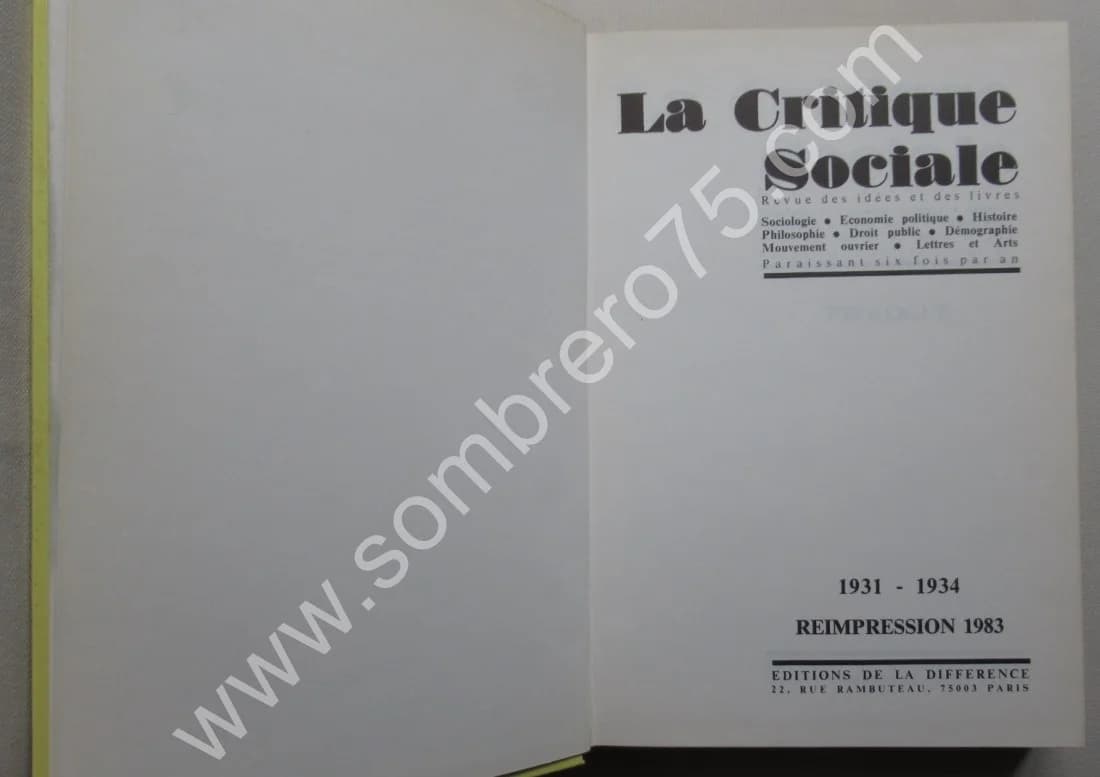 La Critique
Sociale
Revue des idées et des livres
Sociologie • Economie politique • Histoire
Philosophie • Droit public • Démographie
Mouvement ouvrier • Lettres et Arts
Paraissant six fois par an
1931 - 1934
REIMPRESSION 1983
EDITIONS DE LA DIFFERENCE
22, RUE RAMBUTEAU, 75003 PARIS
www.sombrero75.com